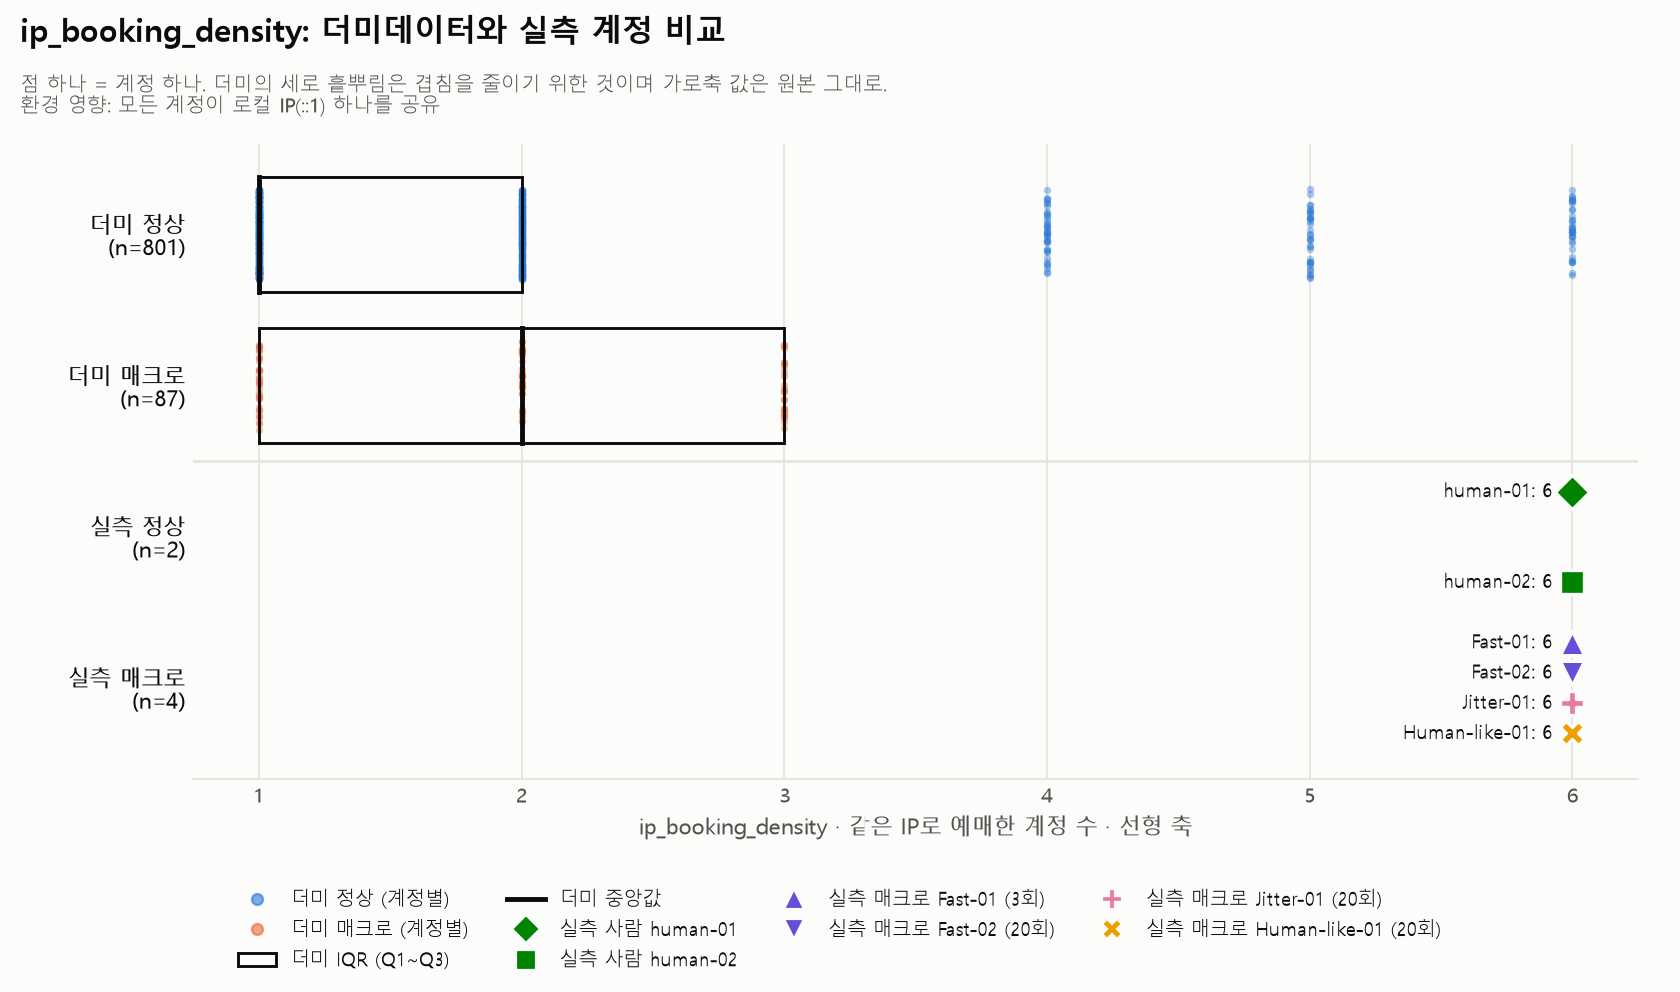 ip_booking_density: 더미데이터와 실측 계정 비교
점 하나 = 계정 하나. 더미의 세로 흩뿌림은 겹침을 줄이기 위한 것이며 가로축 값은 원본 그대로.
환경 영향: 모든 계정이 로컬 IP(::1) 하나를 공유
더미 정상
(n=801)
더미 매크로
(n=87)
실측 정상
(n=2)
실측 매크로
(n=4)
human-01: 6
human-02: 6
Fast-01: 6
Fast-02: 6
Jitter-01: 6
Human-like-01: 6
1 2 3 4 5 6
ip_booking_density · 같은 IP로 예매한 계정 수 · 선형 축
더미 정상 (계정별)
더미 매크로 (계정별)
더미 IQR (Q1~Q3)
더미 중앙값
실측 사람 human-01
실측 사람 human-02
실측 매크로 Fast-01 (3회)
실측 매크로 Fast-02 (20회)
실측 매크로 Jitter-01 (20회)
실측 매크로 Human-like-01 (20회)